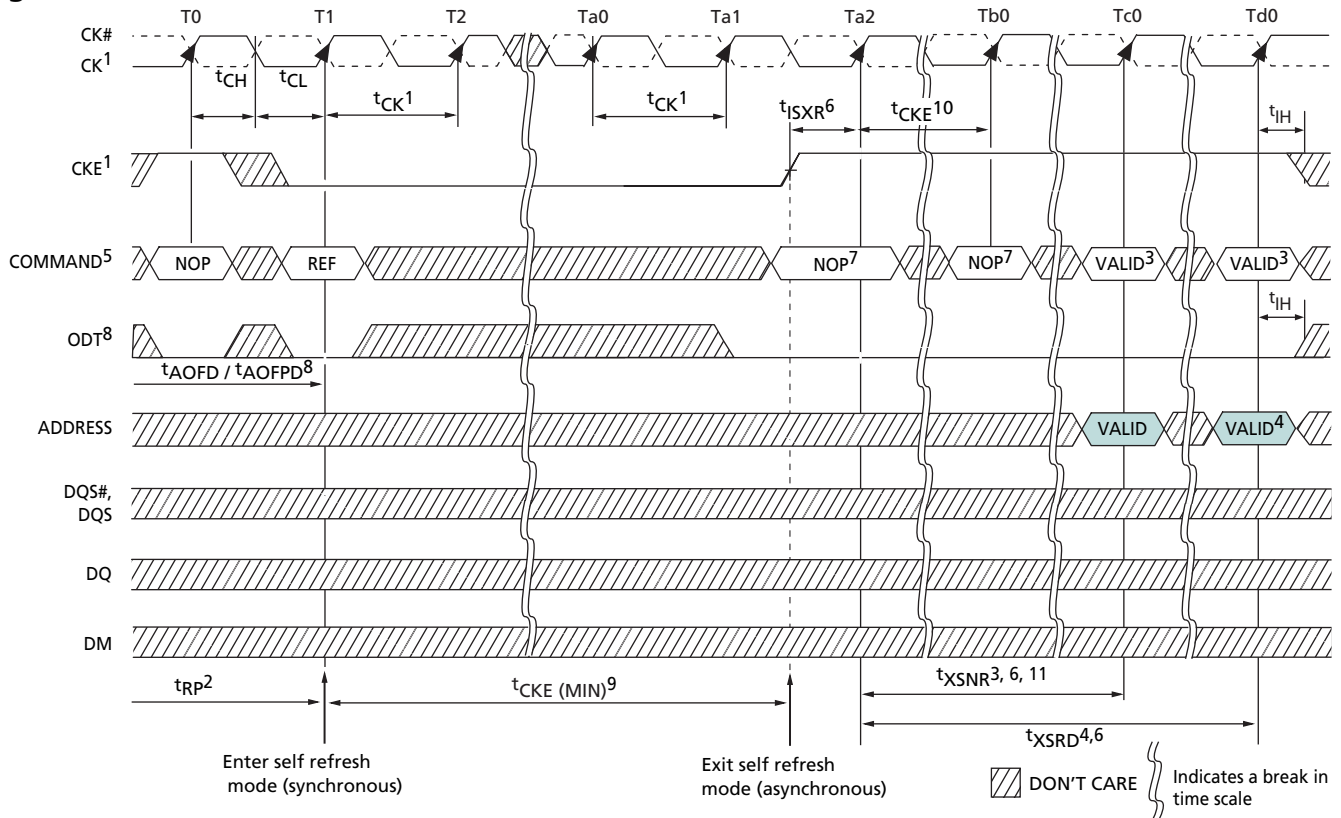 T0 T1 T2 Ta0 Ta1 Ta2 Tb0 Tc0 Td0
CK#
CK1
tCH tCL tCK1 tCK1 tISXR6 tCKE10 tIH
CKE1
COMMAND5 NOP REF NOP7 NOP7 VALID3 VALID3
tIH
ODT8
tAOFD / tAOFPD8
ADDRESS VALID VALID4
DQS#,
DQS
DQ
DM
tRP2 tCKE (MIN)9 tXSNR3, 6, 11
tXSRD4,6
Enter self refresh
mode (synchronous)
Exit self refresh
mode (asynchronous)
DON'T CARE
Indicates a break in
time scale